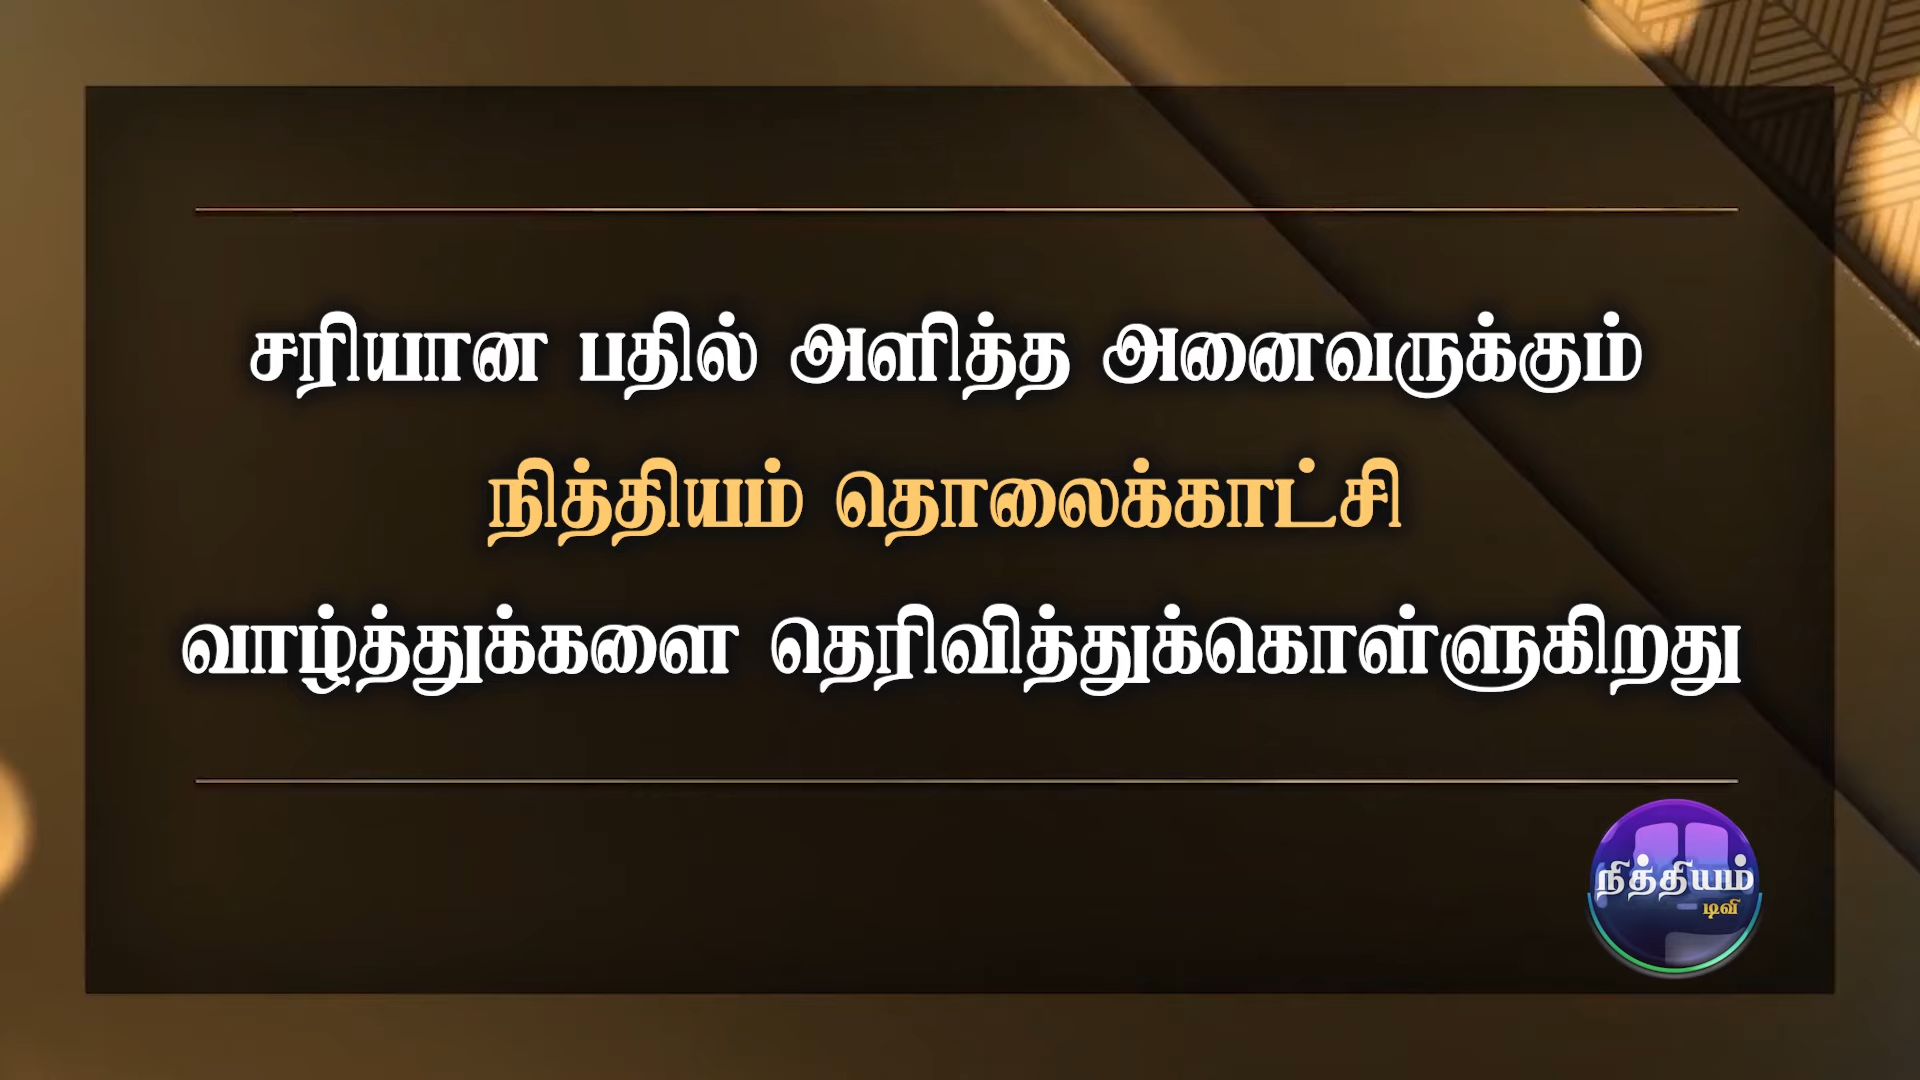 சரியான பதில் அளித்த அனைவருக்கும்
நித்தியம் தொலைக்காட்சி
வாழ்த்துக்களை தெரிவித்துக்கொள்ளுகிறது
நித்தியம்
டிவி